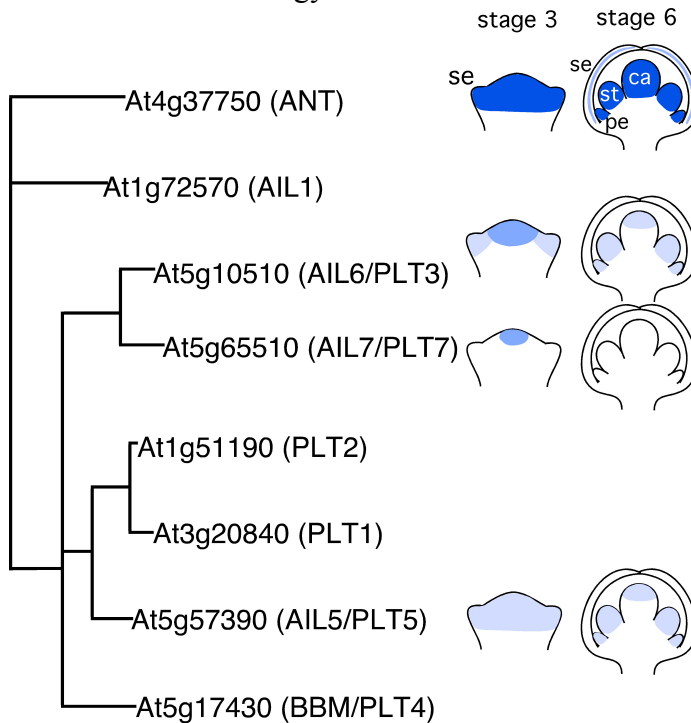 gy
stage 3
stage 6
se
se
ca
st
pe
At4g37750 (ANT)
At1g72570 (AIL1)
At5g10510 (AIL6/PLT3)
At5g65510 (AIL7/PLT7)
At1g51190 (PLT2)
At3g20840 (PLT1)
At5g57390 (AIL5/PLT5)
At5g17430 (BBM/PLT4)